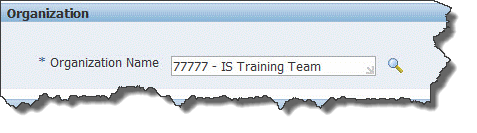 Organization
* Organization Name 77777 - IS Training Team